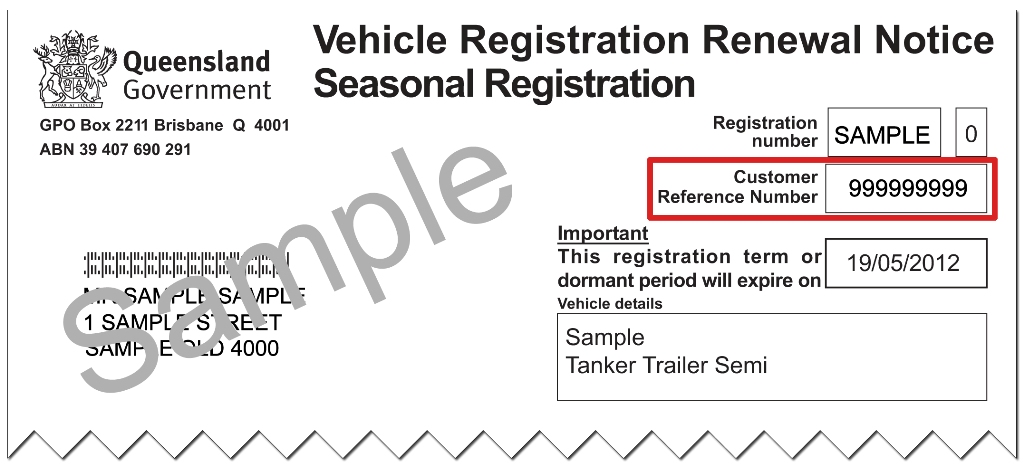 Queensland
Government
GPO Box 2211 Brisbane Q 4001
ABN 39 407 690 291
Vehicle Registration Renewal Notice
Seasonal Registration
Registration number SAMPLE 0
Customer Reference Number 999999999
Important
This registration term or
dormant period will expire on 19/05/2012
Vehicle details
Sample
Tanker Trailer Semi
MR SAMPLE SAMPLE
1 SAMPLE STREET
SAMPLE QLD 4000
Sample